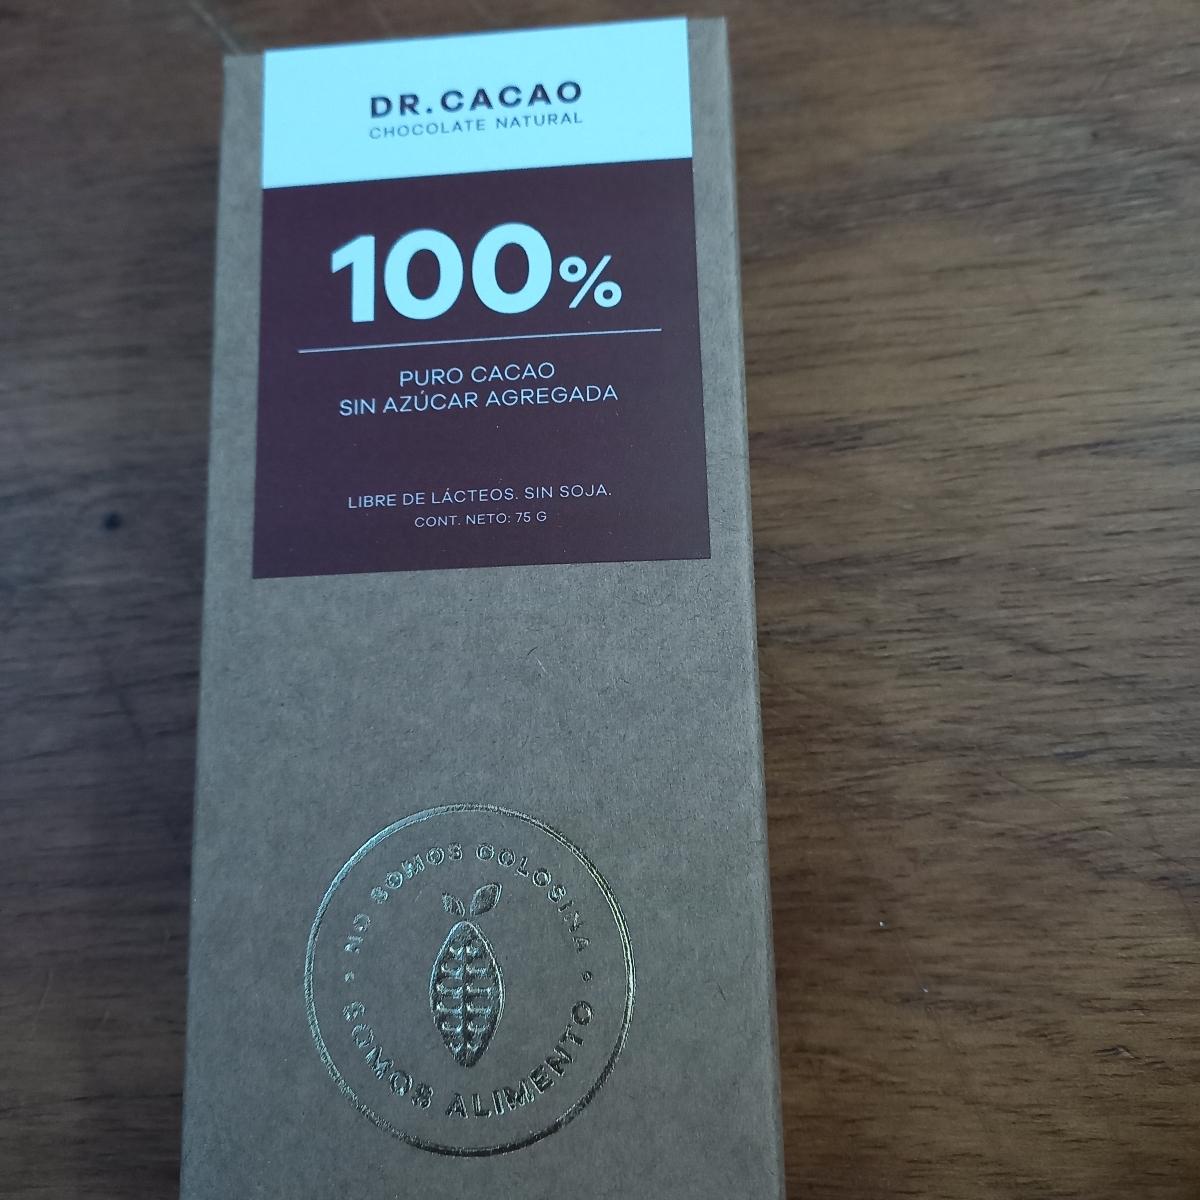 DR.CACAO
CHOCOLATE NATURAL
100%
PURO CACAO
SIN AZÚCAR AGREGADA
LIBRE DE LÁCTEOS. SIN SOJA.
CONT. NETO: 75 G
• NO SOMOS GOLOSINA •
SOMOS ALIMENTO